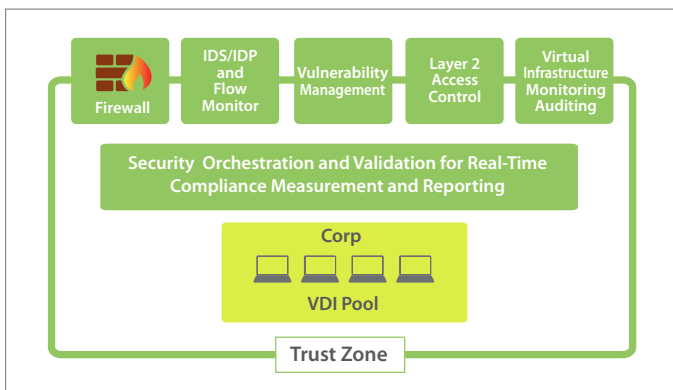 Firewall
IDS/IDP
and
Flow
Monitor
Vulnerability
Management
Layer 2
Access
Control
Virtual
Infrastructure
Monitoring
Auditing
Security Orchestration and Validation for Real-Time
Compliance Measurement and Reporting
Corp
VDI Pool
Trust Zone